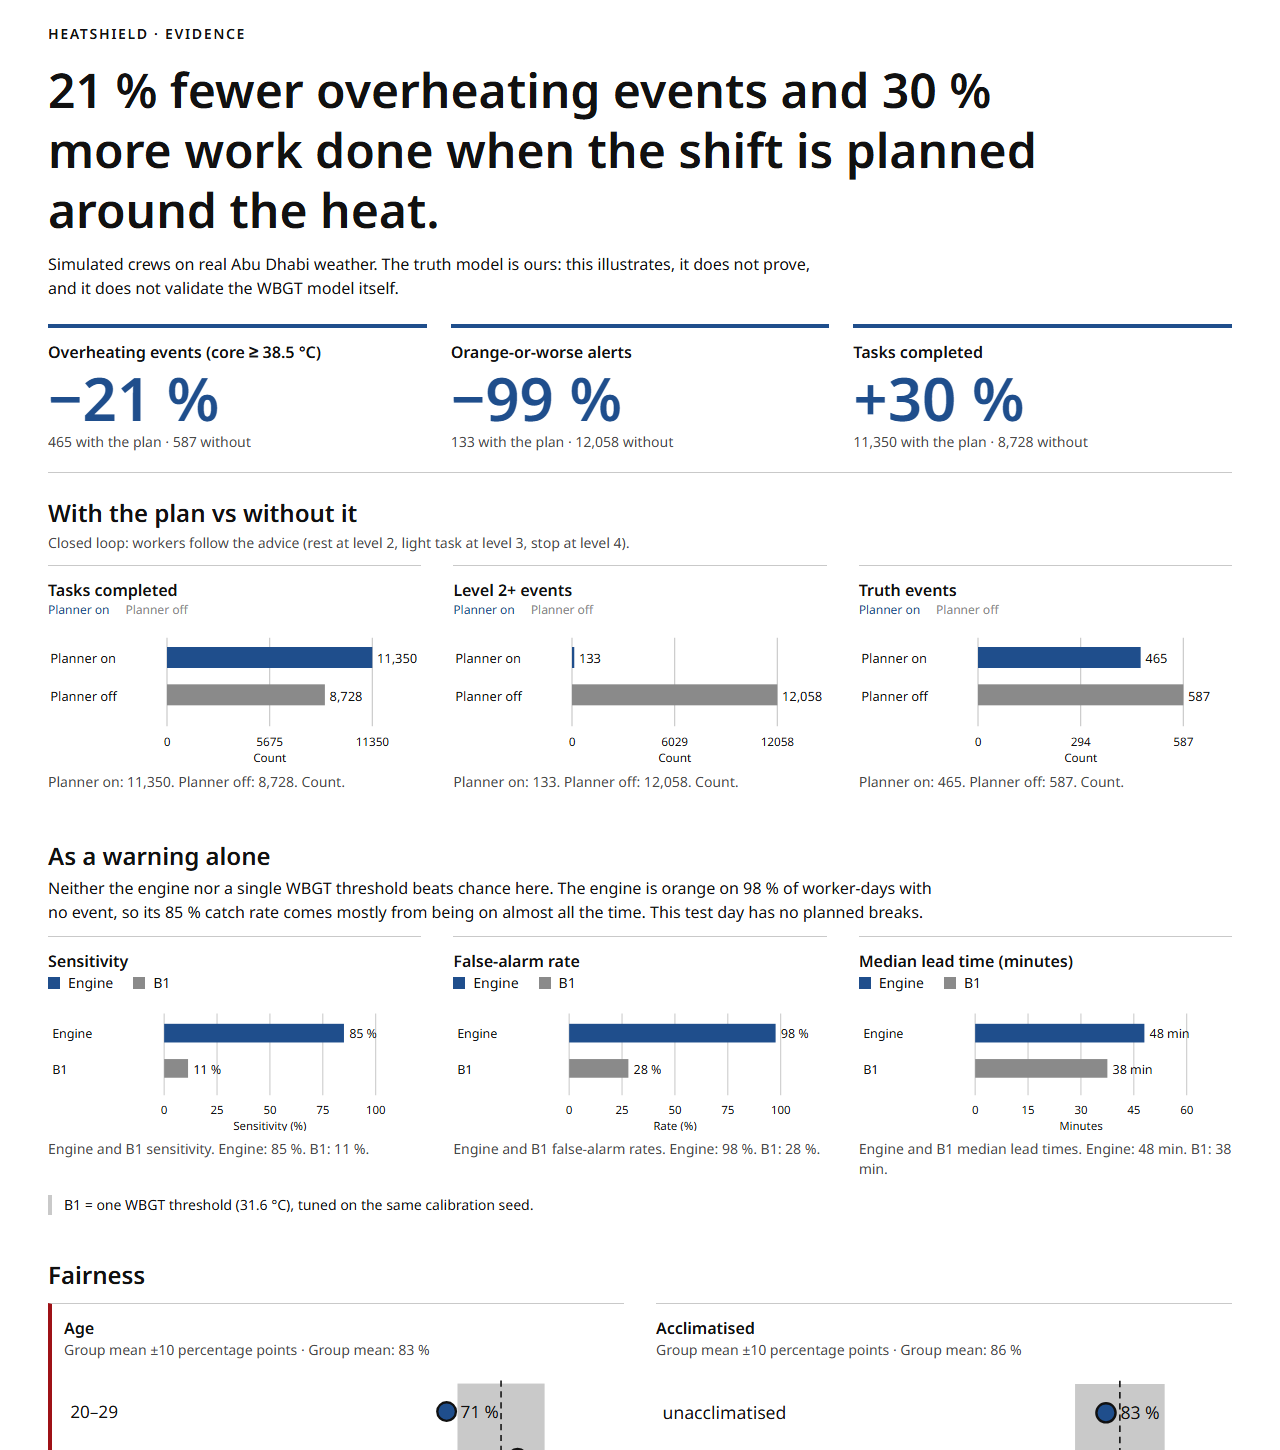 HEATSHIELD · EVIDENCE
21 % fewer overheating events and 30 %
more work done when the shift is planned
around the heat.
Simulated crews on real Abu Dhabi weather. The truth model is ours: this illustrates, it does not prove,
and it does not validate the WBGT model itself.
Overheating events (core ≥ 38.5 °C)
−21 %
465 with the plan · 587 without
Orange-or-worse alerts
−99 %
133 with the plan · 12,058 without
Tasks completed
+30 %
11,350 with the plan · 8,728 without
With the plan vs without it
Closed loop: workers follow the advice (rest at level 2, light task at level 3, stop at level 4).
Tasks completed
Planner on Planner off
Planner on 11,350
Planner off 8,728
0 5675 11350
Count
Planner on: 11,350. Planner off: 8,728. Count.
Level 2+ events
Planner on Planner off
Planner on 133
Planner off 12,058
0 6029 12058
Count
Planner on: 133. Planner off: 12,058. Count.
Truth events
Planner on Planner off
Planner on 465
Planner off 587
0 294 587
Count
Planner on: 465. Planner off: 587. Count.
As a warning alone
Neither the engine nor a single WBGT threshold beats chance here. The engine is orange on 98 % of worker-days with
no event, so its 85 % catch rate comes mostly from being on almost all the time. This test day has no planned breaks.
Sensitivity
Engine B1
Engine 85 %
B1 11 %
0 25 50 75 100
Sensitivity (%)
Engine and B1 sensitivity. Engine: 85 %. B1: 11 %.
False-alarm rate
Engine B1
Engine 98 %
B1 28 %
0 25 50 75 100
Rate (%)
Engine and B1 false-alarm rates. Engine: 98 %. B1: 28 %.
Median lead time (minutes)
Engine B1
Engine 48 min
B1 38 min
0 15 30 45 60
Minutes
Engine and B1 median lead times. Engine: 48 min. B1: 38
min.
B1 = one WBGT threshold (31.6 °C), tuned on the same calibration seed.
Fairness
Age
Group mean ±10 percentage points · Group mean: 83 %
20–29 71 %
Acclimatised
Group mean ±10 percentage points · Group mean: 86 %
unacclimatised 83 %